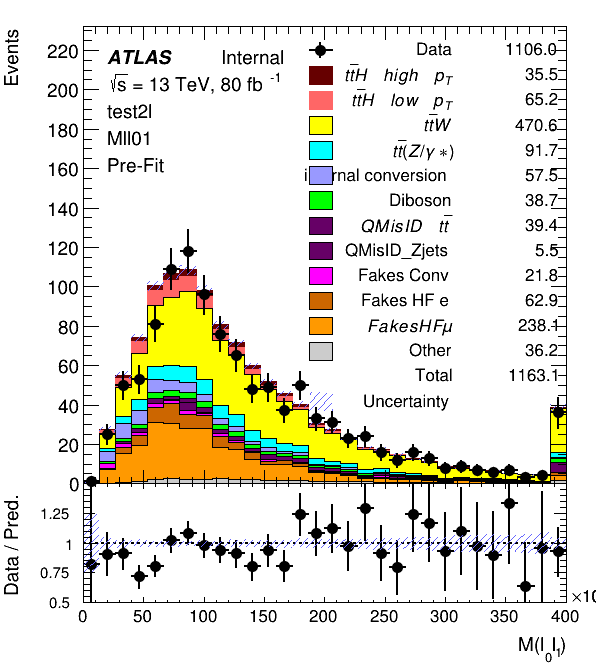 Events
ATLAS Internal
√s = 13 TeV, 80 fb -1
test2l
Mll01
Pre-Fit
Data 1106.0
tt̄H high pT 35.5
tt̄H low pT 65.2
tt̄W 470.6
tt̄(Z/γ*) 91.7
internal conversion 57.5
Diboson 38.7
QMisID tt̄ 39.4
QMisID_Zjets 5.5
Fakes Conv 21.8
Fakes HF e 62.9
FakesHFμ 238.1
Other 36.2
Total 1163.1
Uncertainty
220
200
180
160
140
120
100
80
60
40
20
0
Data / Pred.
1.25
1
0.75
0.5
0 50 100 150 200 250 300 350 400
×10
M(l0l1)